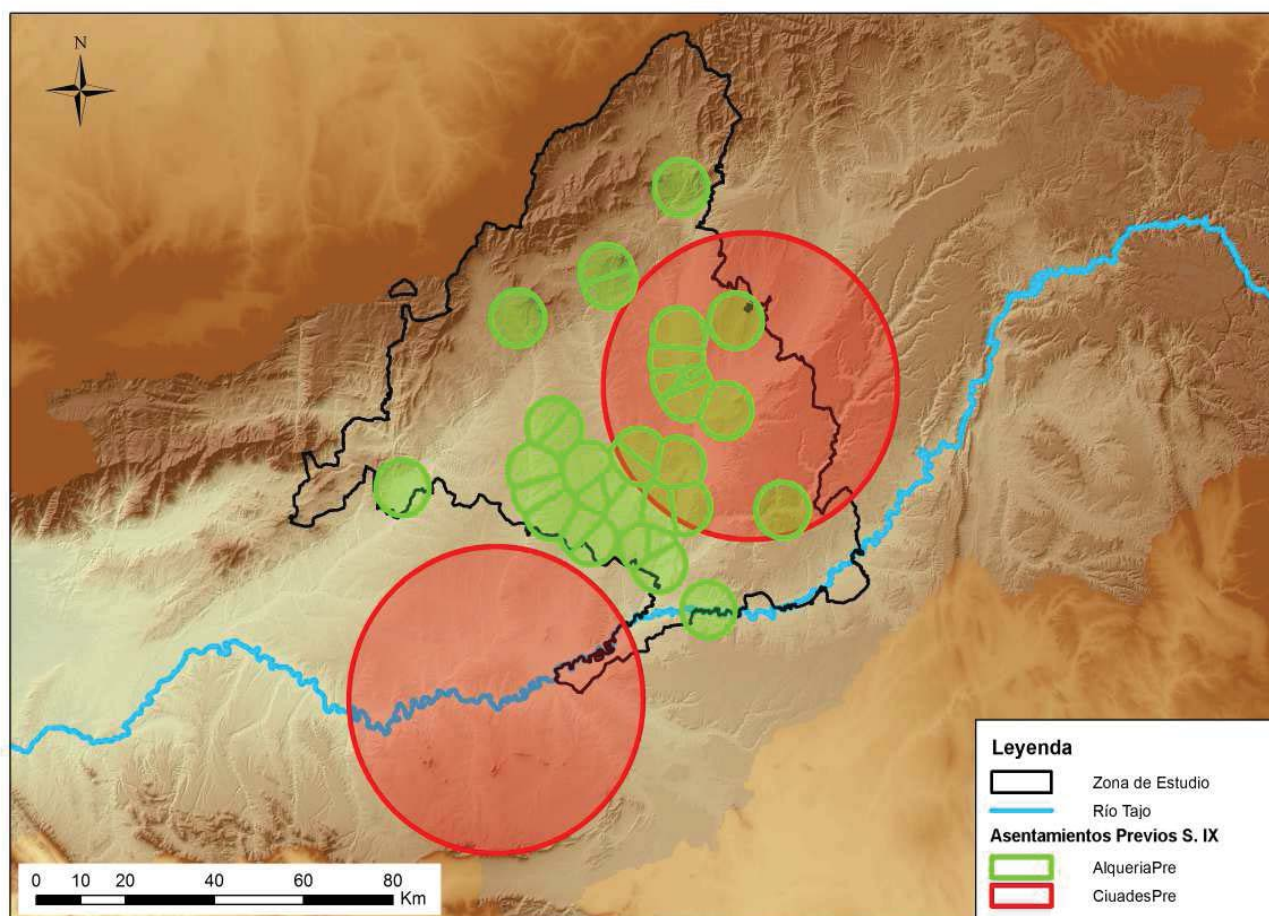 N
Leyenda
Zona de Estudio
Río Tajo
Asentamientos Previos S. IX
AlqueriaPre
CiuadesPre
0 10 20 40 60 80
Km